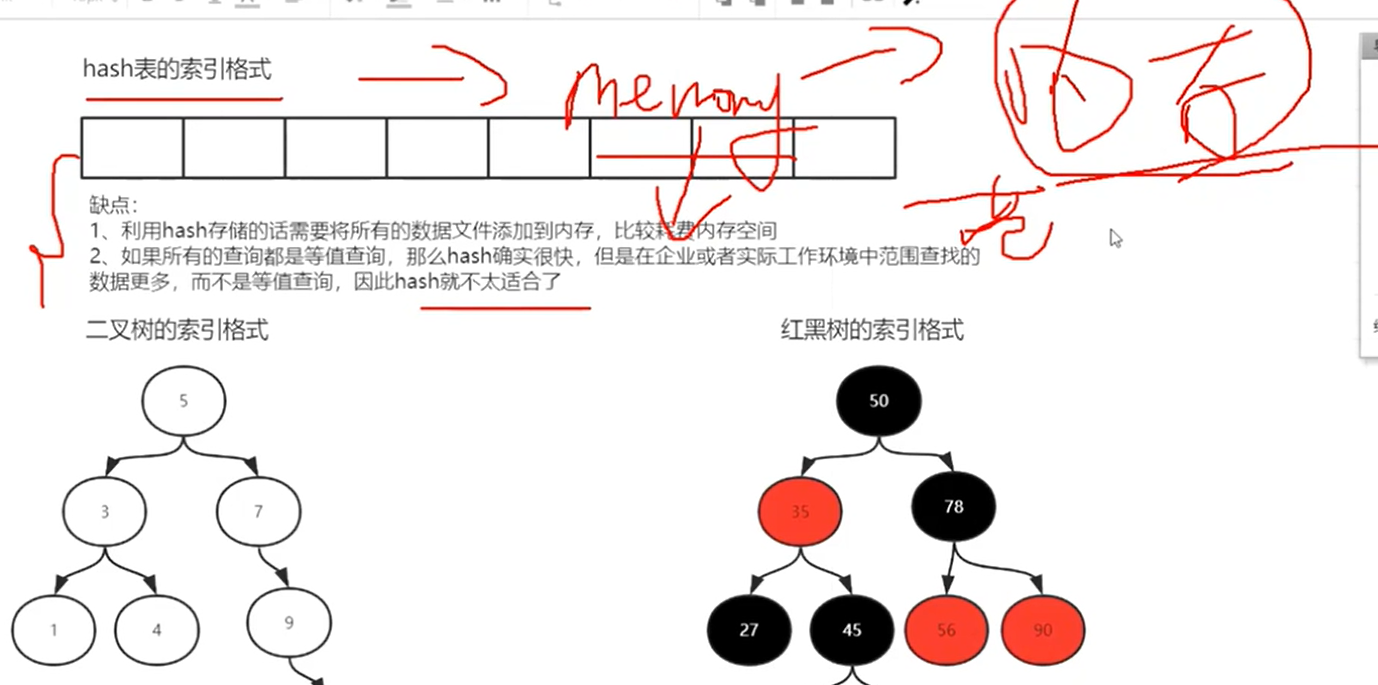 hash表的索引格式
memory
内存
缺点：
1、利用hash存储的话需要将所有的数据文件添加到内存，比较耗费内存空间
2、如果所有的查询都是等值查询，那么hash确实很快，但是在企业或者实际工作环境中范围查找的
数据更多，而不是等值查询，因此hash就不太适合了
二叉树的索引格式
红黑树的索引格式
5
50
3
7
35
78
1
4
9
27
45
56
90